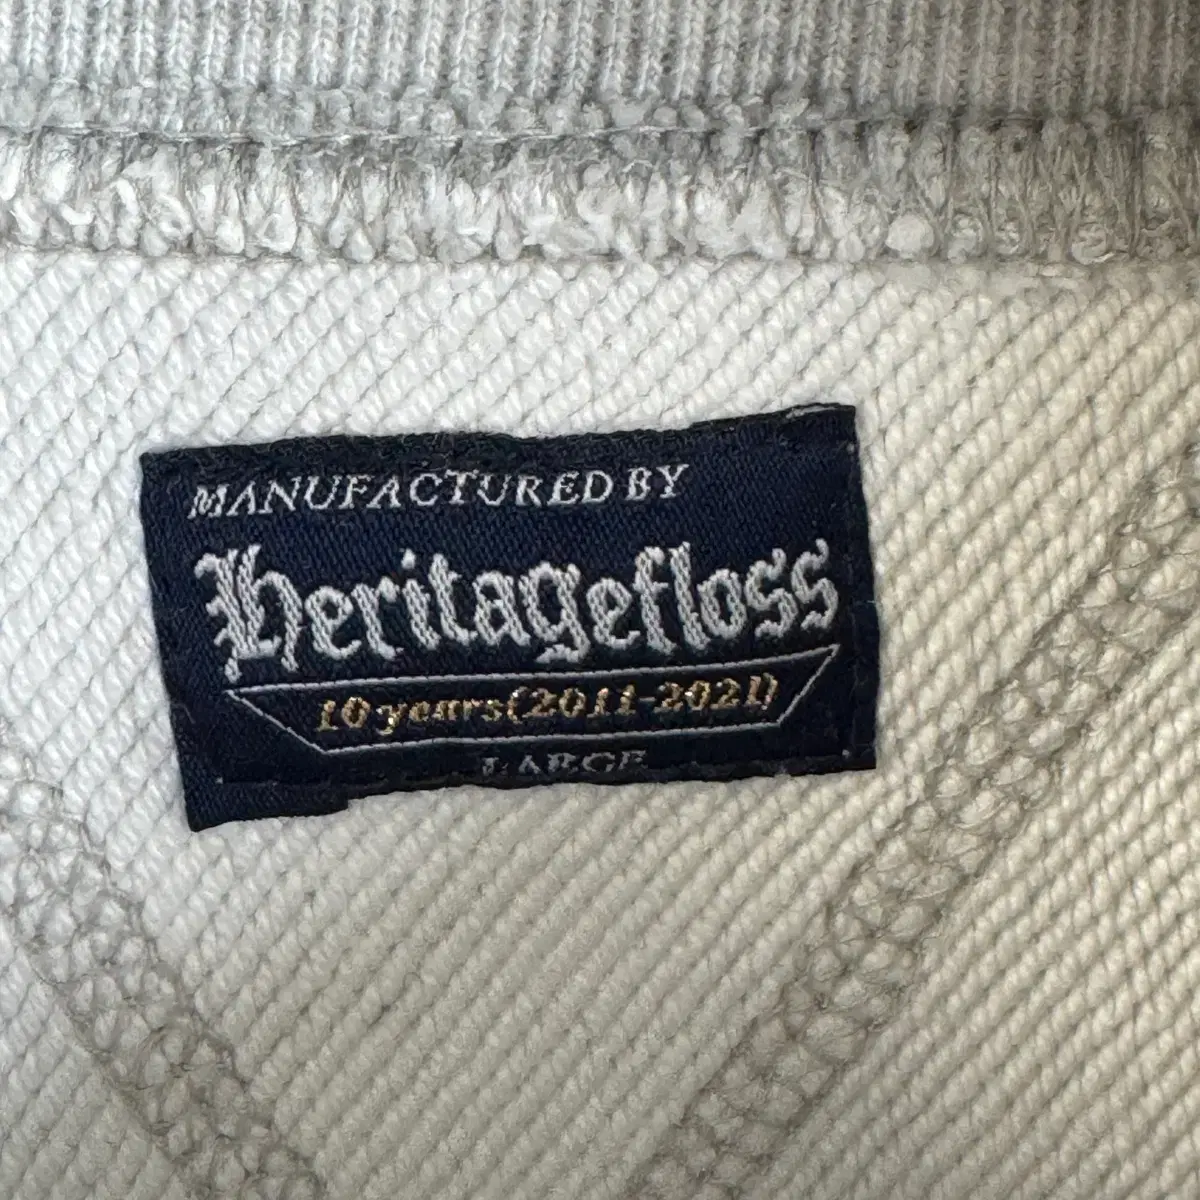 MANUFACTURED BY
Heritagefloss
10 years(2011-2021)
LARGE